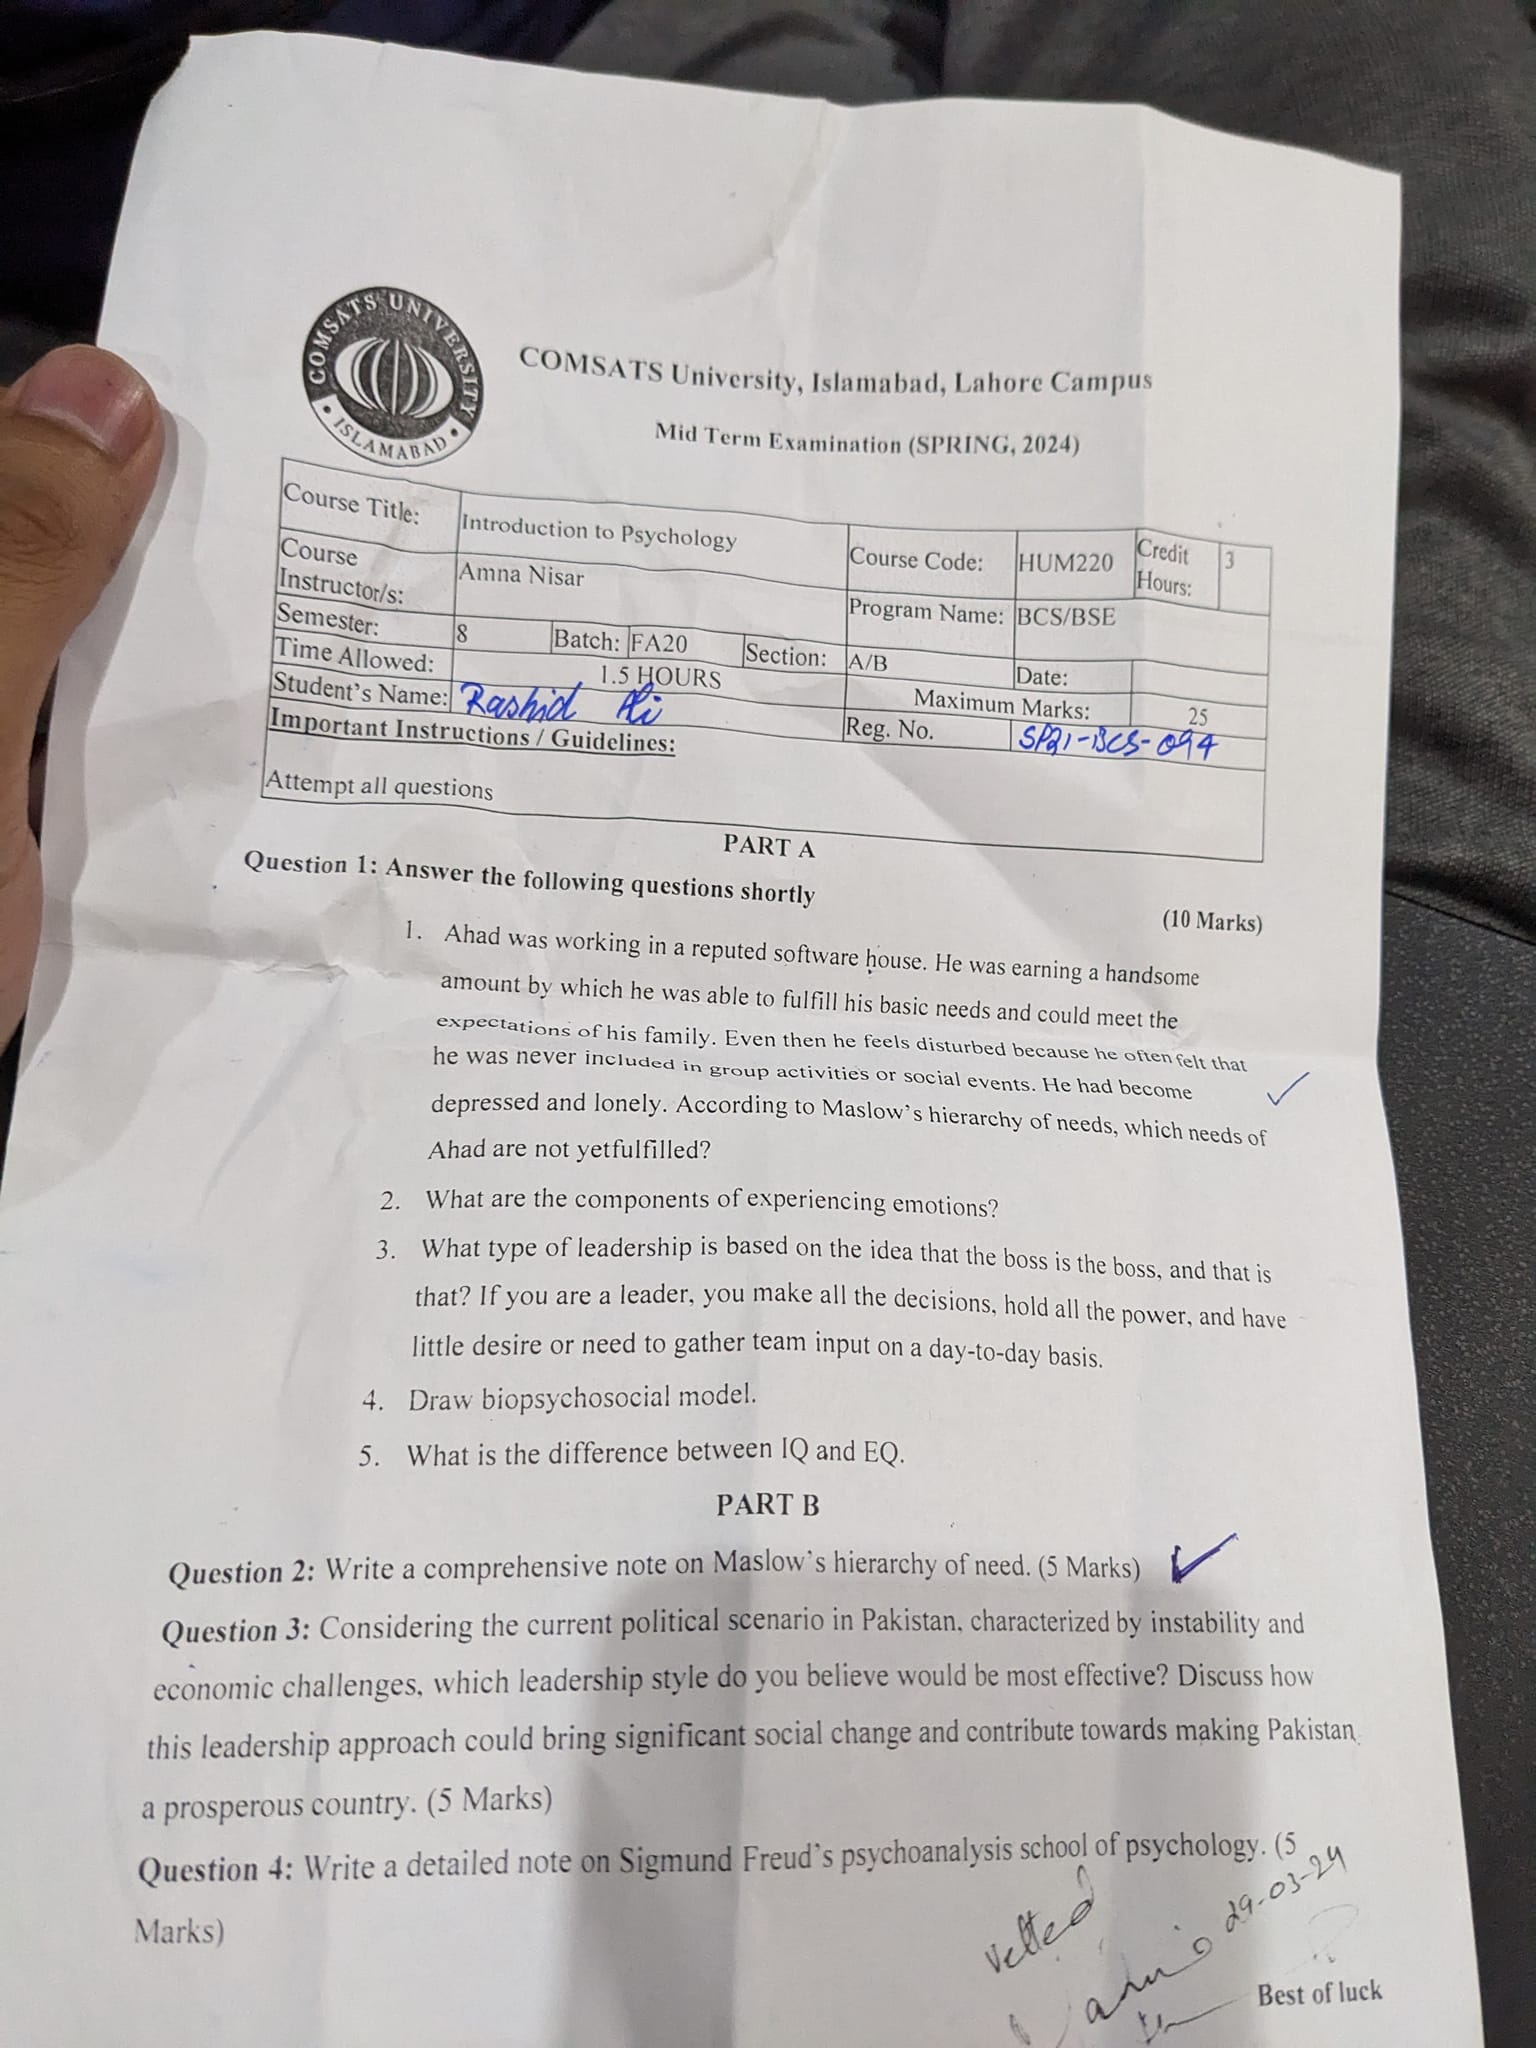 COMSATS UNIVERSITY
ISLAMABAD
COMSATS University, Islamabad, Lahore Campus
Mid Term Examination (SPRING, 2024)
Course Title: Introduction to Psychology Course Code: HUM220 Credit Hours: 3
Course Instructor/s: Amna Nisar Program Name: BCS/BSE
Semester: 8 Batch: FA20 Section: A/B Date:
Time Allowed: 1.5 HOURS Maximum Marks: 25
Student's Name: Rashid Ali Reg. No. SP21-BCS-094
Important Instructions / Guidelines:
Attempt all questions
PART A
Question 1: Answer the following questions shortly
(10 Marks)
1. Ahad was working in a reputed software house. He was earning a handsome
amount by which he was able to fulfill his basic needs and could meet the
expectations of his family. Even then he feels disturbed because he often felt that
he was never included in group activities or social events. He had become
depressed and lonely. According to Maslow's hierarchy of needs, which needs of
Ahad are not yetfulfilled?
2. What are the components of experiencing emotions?
3. What type of leadership is based on the idea that the boss is the boss, and that is
that? If you are a leader, you make all the decisions, hold all the power, and have
little desire or need to gather team input on a day-to-day basis.
4. Draw biopsychosocial model.
5. What is the difference between IQ and EQ.
PART B
Question 2: Write a comprehensive note on Maslow's hierarchy of need. (5 Marks)
Question 3: Considering the current political scenario in Pakistan, characterized by instability and
economic challenges, which leadership style do you believe would be most effective? Discuss how
this leadership approach could bring significant social change and contribute towards making Pakistan
a prosperous country. (5 Marks)
Question 4: Write a detailed note on Sigmund Freud's psychoanalysis school of psychology. (5
Marks)
Vetted
29-03-24
Best of luck